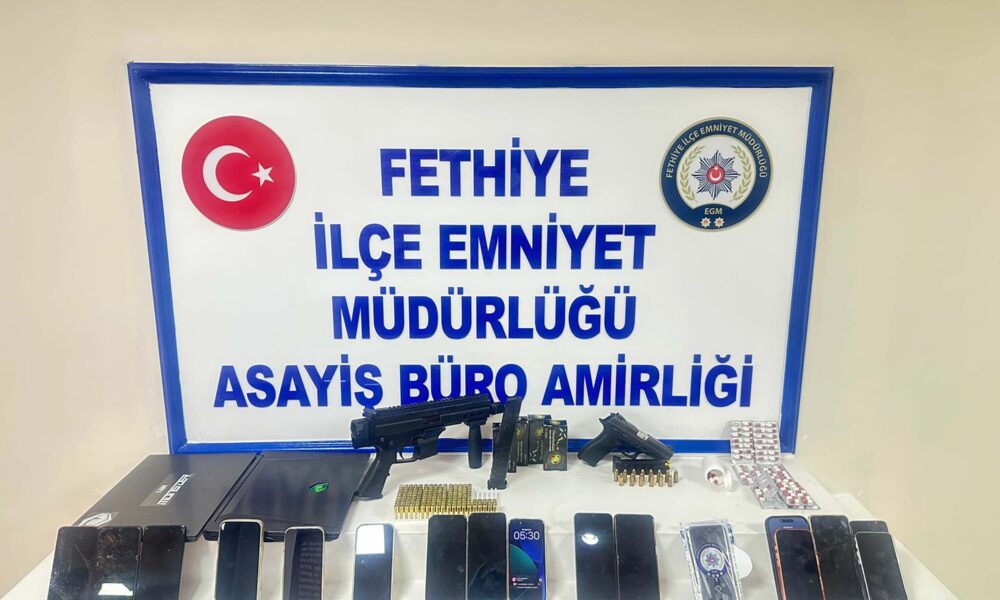 FETHİYE
İLÇE EMNİYET
MÜDÜRLÜĞÜ
ASAYİŞ BÜRO AMİRLİĞİ
FETHİYE İLÇE EMNİYET MÜDÜRLÜĞÜ
EGM
MONSTER
05:30